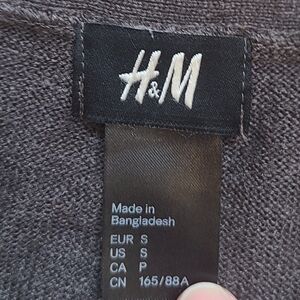 H&M
Made in
Bangladesh
EUR S
US S
CA P
CN 165/88A